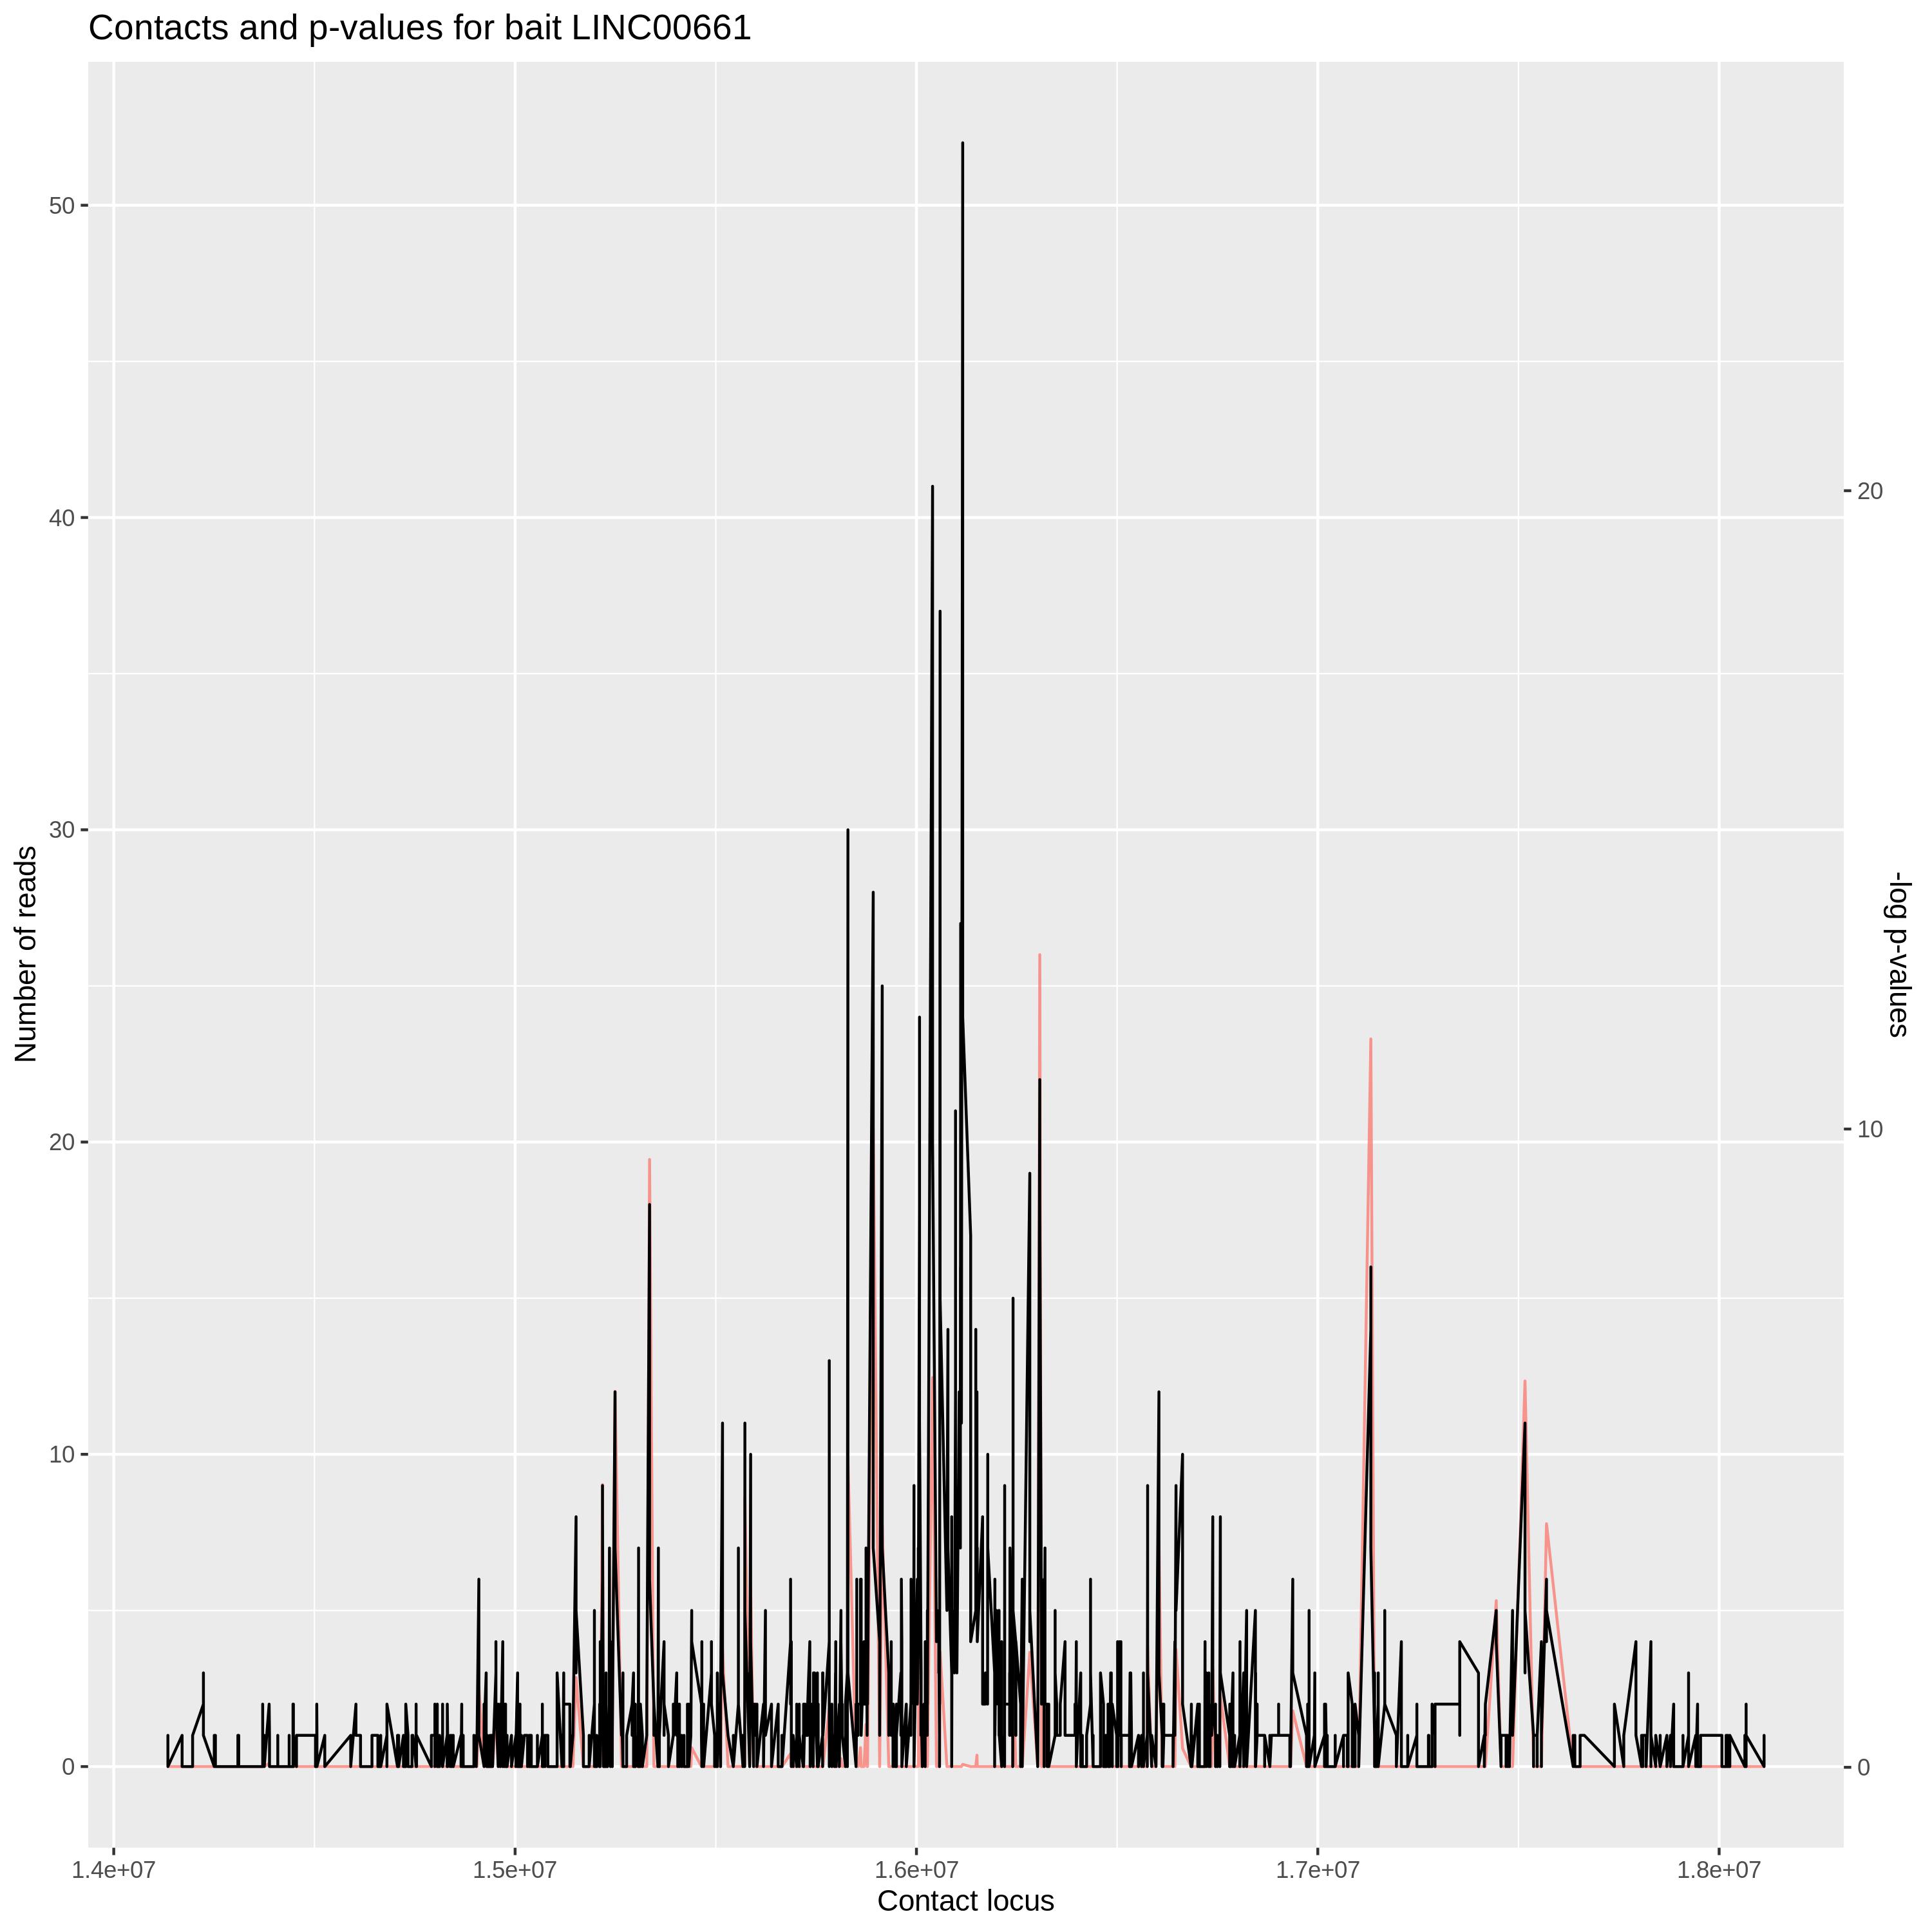 Contacts and p-values for bait LINC00661
50
40
30
20
10
0
Number of reads
20
10
0
-log p-values
1.4e+07
1.5e+07
1.6e+07
1.7e+07
1.8e+07
Contact locus